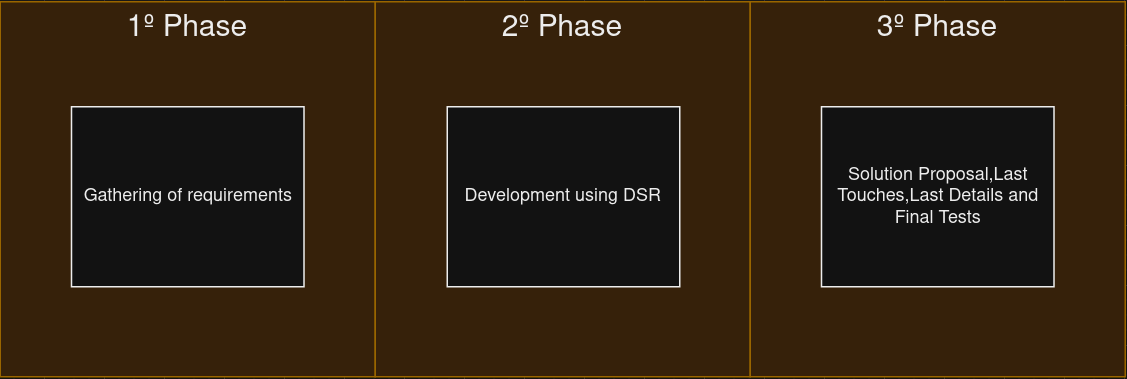 1º Phase
2º Phase
3º Phase
Gathering of requirements
Development using DSR
Solution Proposal,Last
Touches,Last Details and
Final Tests